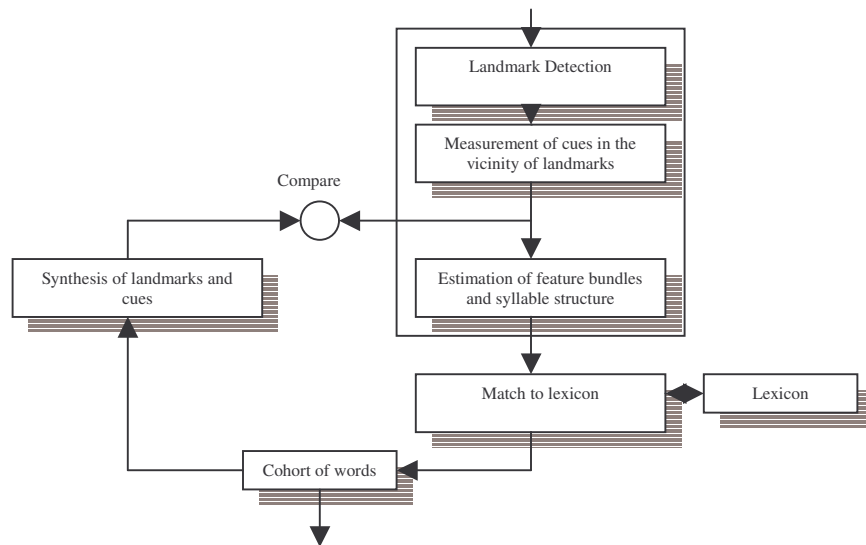 Landmark Detection
Measurement of cues in the
vicinity of landmarks
Compare
Synthesis of landmarks and
cues
Estimation of feature bundles
and syllable structure
Match to lexicon
Lexicon
Cohort of words